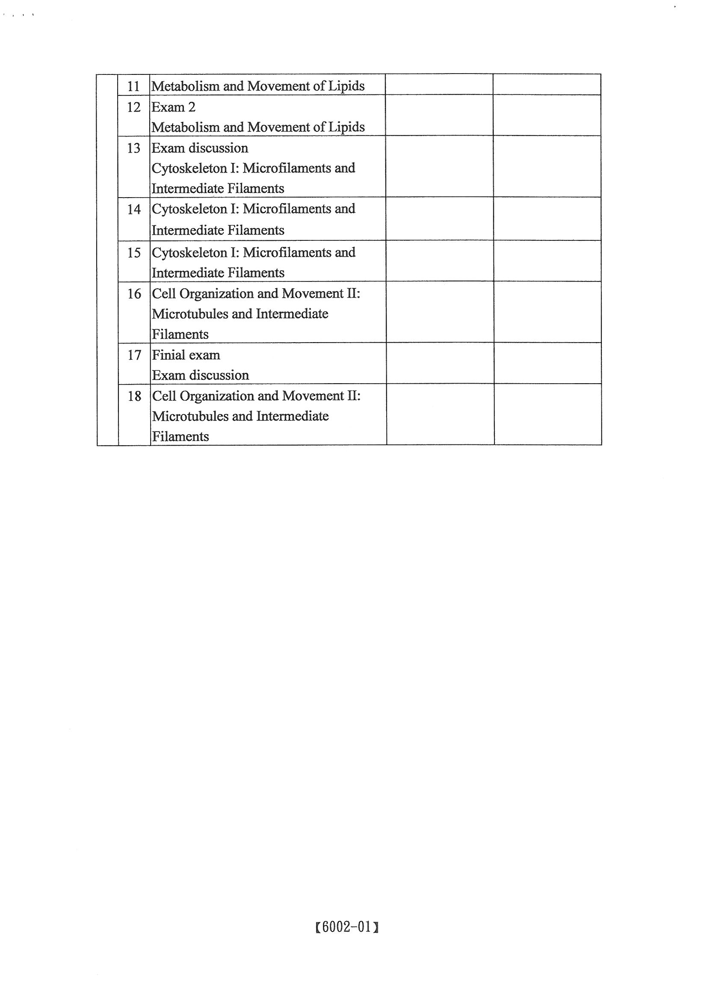 11 Metabolism and Movement of Lipids
12 Exam 2
Metabolism and Movement of Lipids
13 Exam discussion
Cytoskeleton I: Microfilaments and
Intermediate Filaments
14 Cytoskeleton I: Microfilaments and
Intermediate Filaments
15 Cytoskeleton I: Microfilaments and
Intermediate Filaments
16 Cell Organization and Movement II:
Microtubules and Intermediate
Filaments
17 Finial exam
Exam discussion
18 Cell Organization and Movement II:
Microtubules and Intermediate
Filaments
【6002-01】